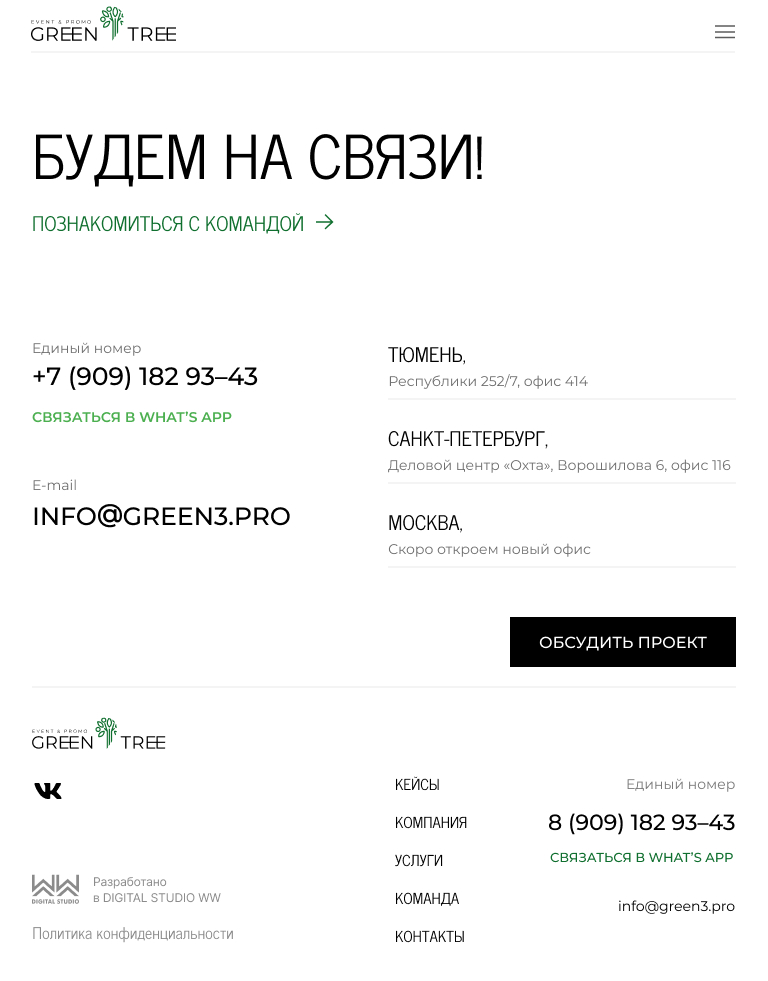 EVENT & PROMO
GREEN TREE
БУДЕМ НА СВЯЗИ!
ПОЗНАКОМИТЬСЯ С КОМАНДОЙ
Единый номер
+7 (909) 182 93–43
СВЯЗАТЬСЯ В WHAT’S APP
E-mail
INFO@GREEN3.PRO
ТЮМЕНЬ,
Республики 252/7, офис 414
САНКТ-ПЕТЕРБУРГ,
Деловой центр «Охта», Ворошилова 6, офис 116
МОСКВА,
Скоро откроем новый офис
ОБСУДИТЬ ПРОЕКТ
EVENT & PROMO
GREEN TREE
DIGITAL STUDIO
Разработано
в DIGITAL STUDIO WW
Политика конфиденциальности
КЕЙСЫ
КОМПАНИЯ
УСЛУГИ
КОМАНДА
КОНТАКТЫ
Единый номер
8 (909) 182 93–43
СВЯЗАТЬСЯ В WHAT’S APP
info@green3.pro